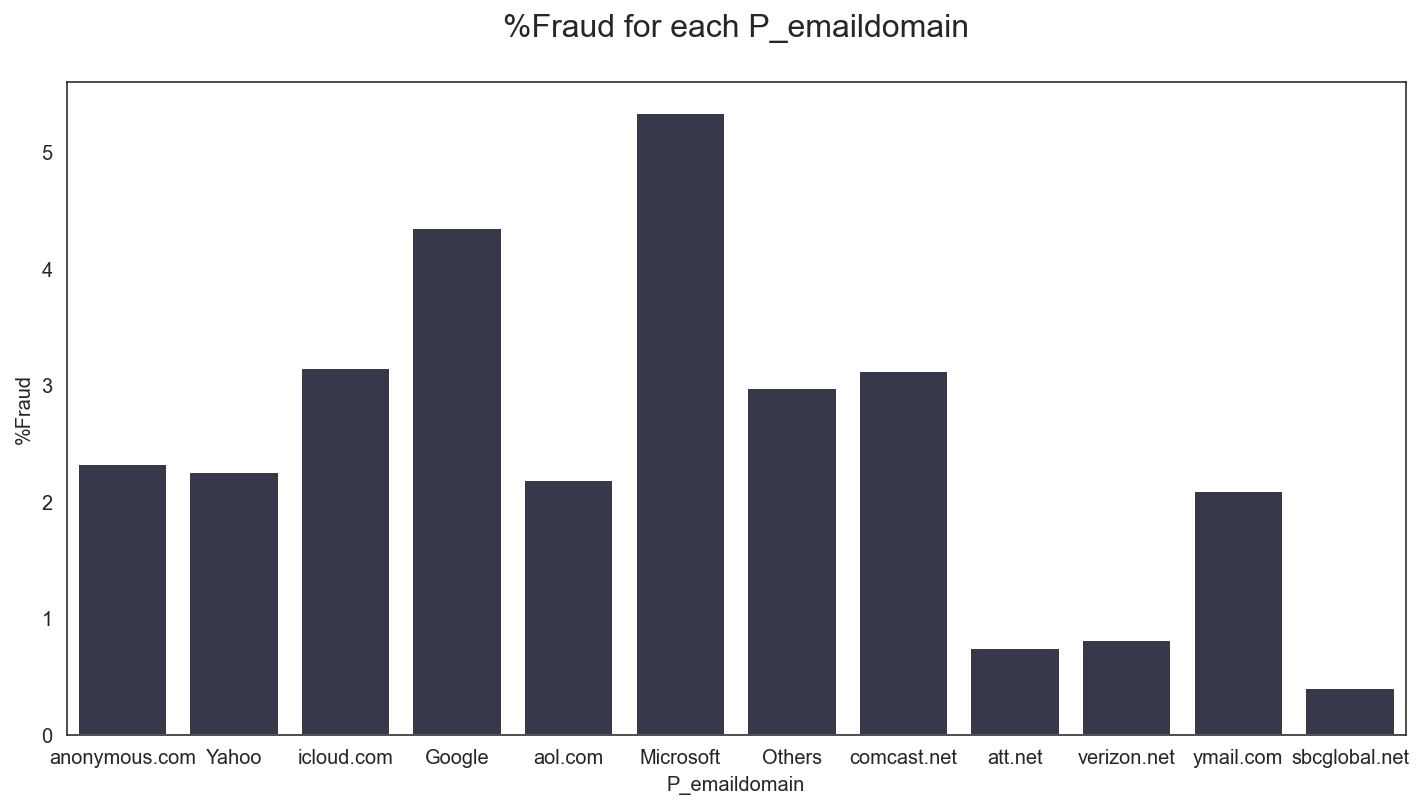 %Fraud for each P_emaildomain
5
4
3
2
1
0
%Fraud
anonymous.com Yahoo icloud.com Google aol.com Microsoft Others comcast.net att.net verizon.net ymail.com sbcglobal.net
P_emaildomain